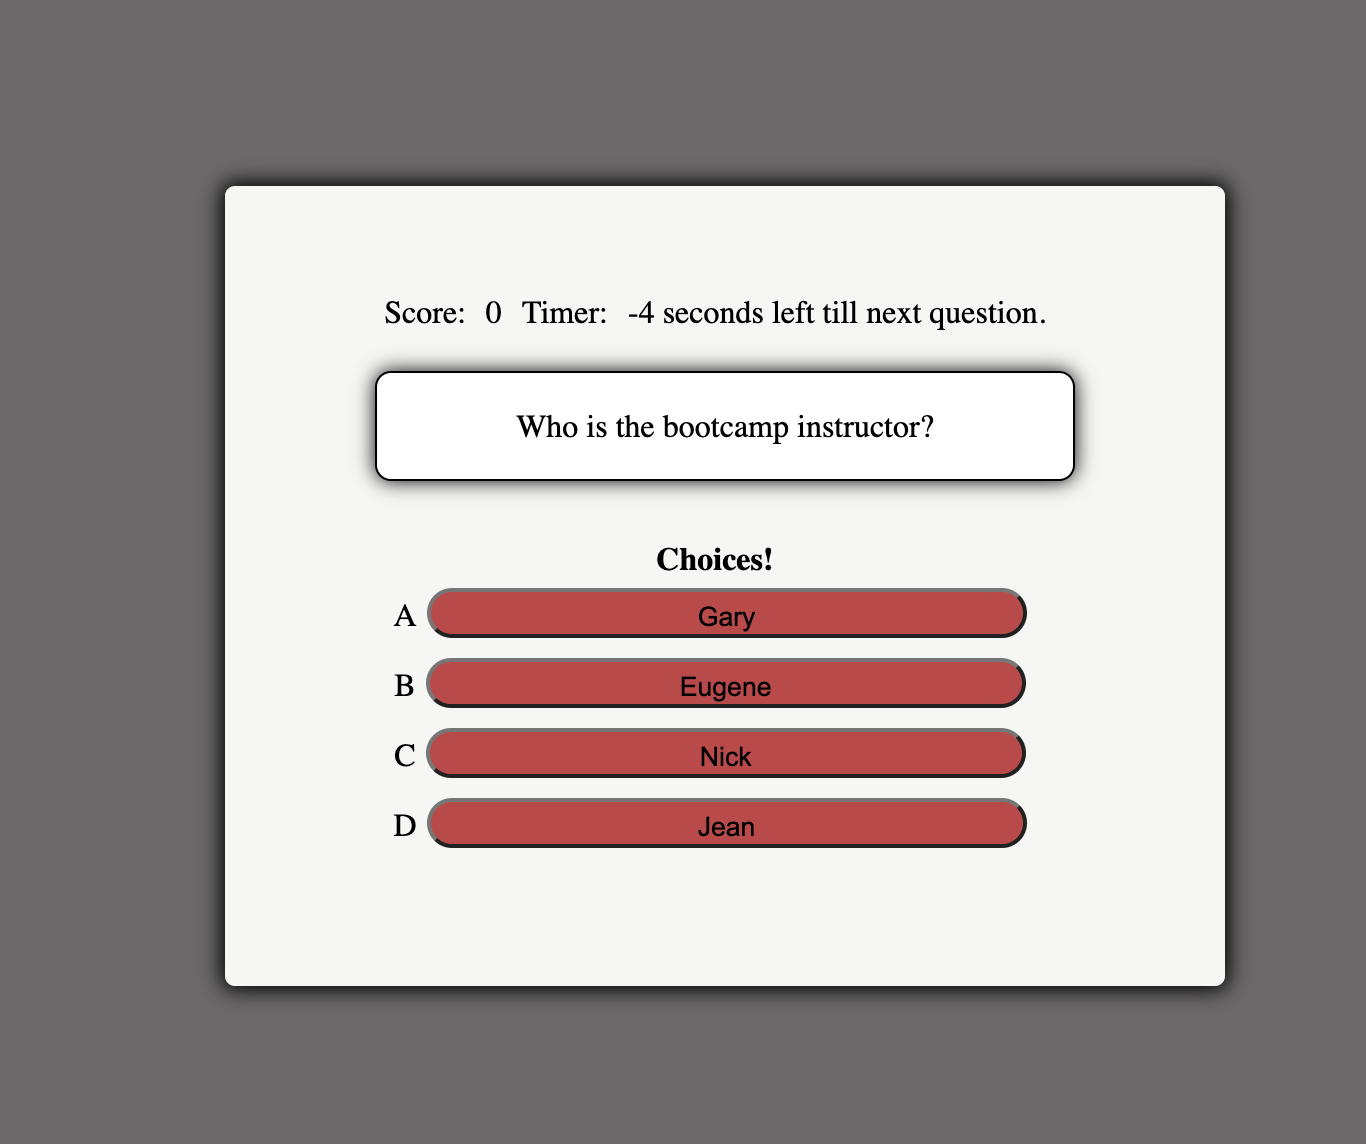 Score: 0 Timer: -4 seconds left till next question.
Who is the bootcamp instructor?
Choices!
A Gary
B Eugene
C Nick
D Jean